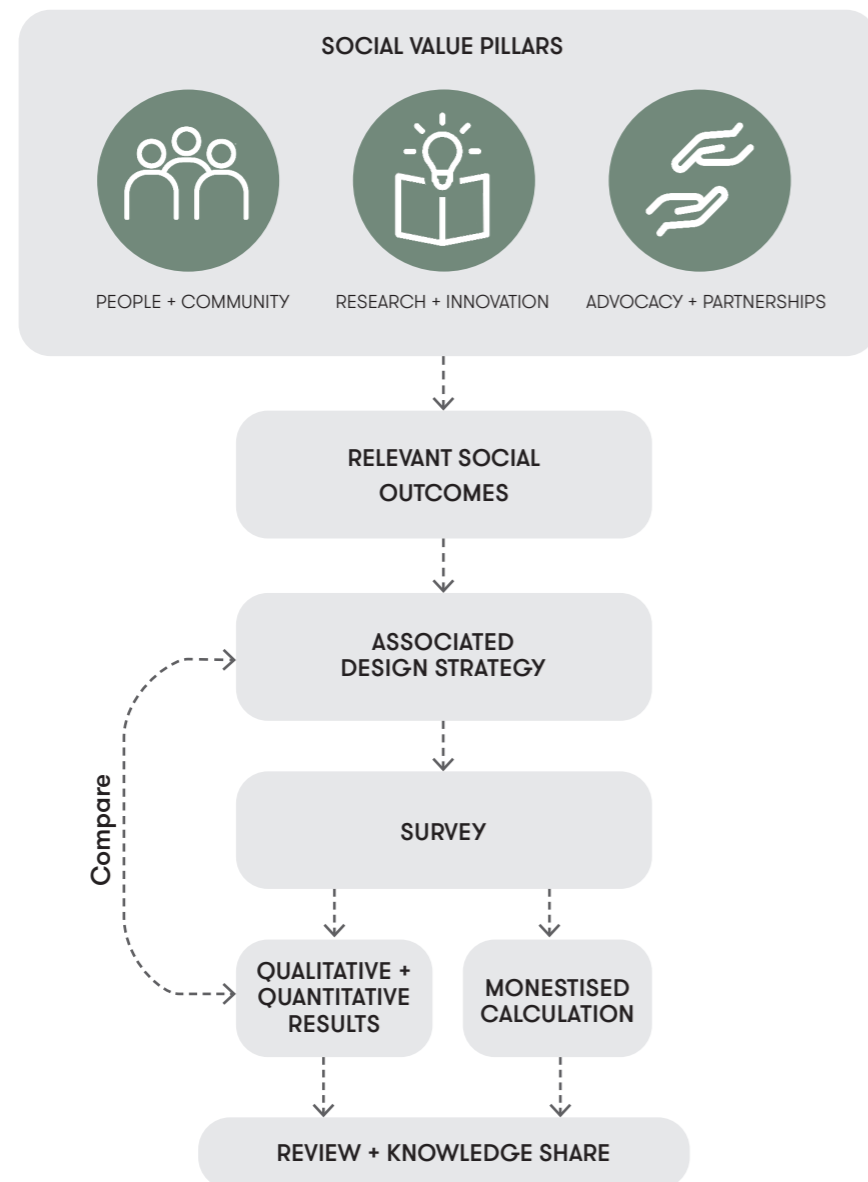 SOCIAL VALUE PILLARS
PEOPLE + COMMUNITY
RESEARCH + INNOVATION
ADVOCACY + PARTNERSHIPS
RELEVANT SOCIAL
OUTCOMES
ASSOCIATED
DESIGN STRATEGY
Compare
SURVEY
QUALITATIVE +
QUANTITATIVE
RESULTS
MONESTISED
CALCULATION
REVIEW + KNOWLEDGE SHARE